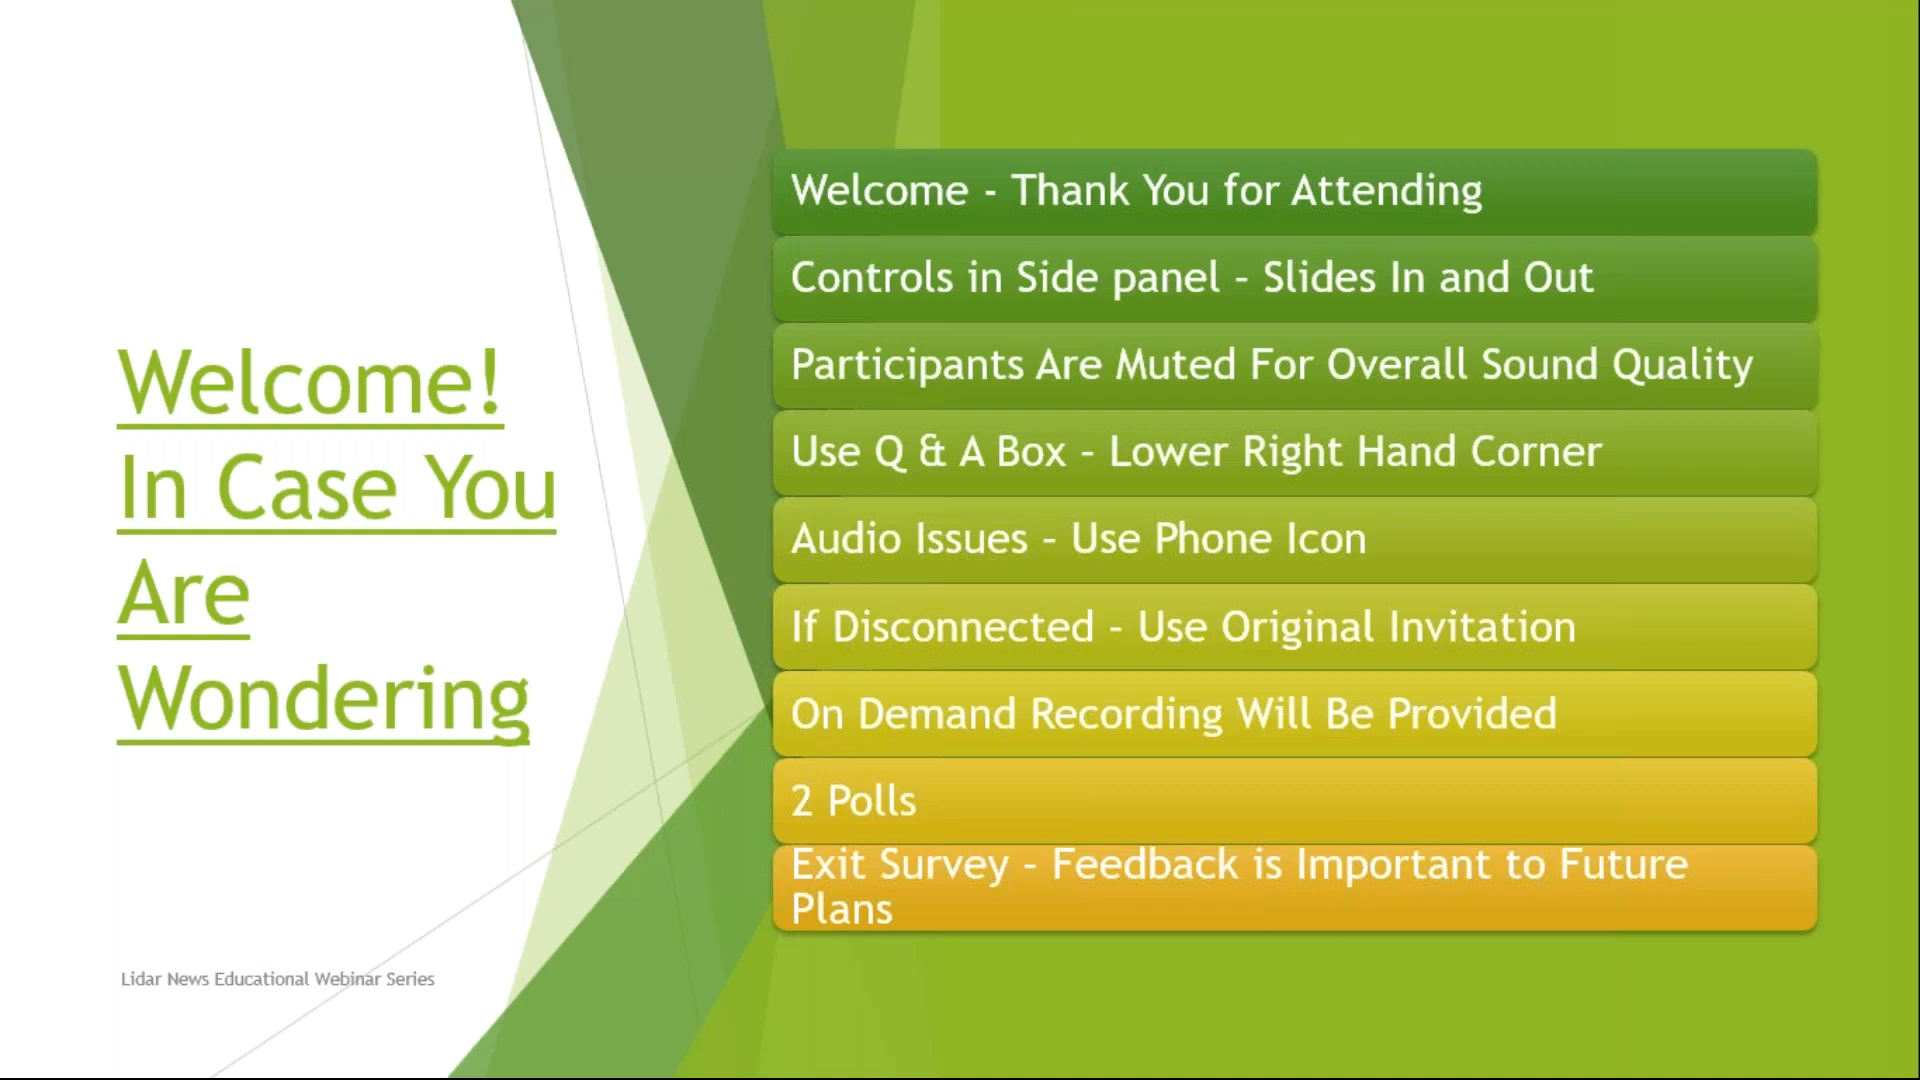 Welcome!
In Case You
Are
Wondering
Welcome - Thank You for Attending
Controls in Side panel – Slides In and Out
Participants Are Muted For Overall Sound Quality
Use Q & A Box – Lower Right Hand Corner
Audio Issues – Use Phone Icon
If Disconnected – Use Original Invitation
On Demand Recording Will Be Provided
2 Polls
Exit Survey – Feedback is Important to Future
Plans
Lidar News Educational Webinar Series